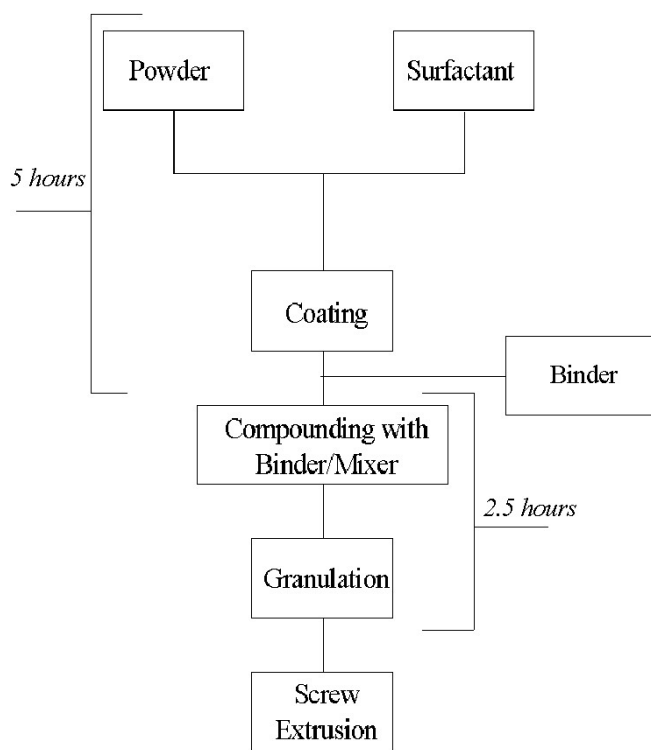 Powder
Surfactant
5 hours
Coating
Binder
Compounding with
Binder/Mixer
2.5 hours
Granulation
Screw
Extrusion